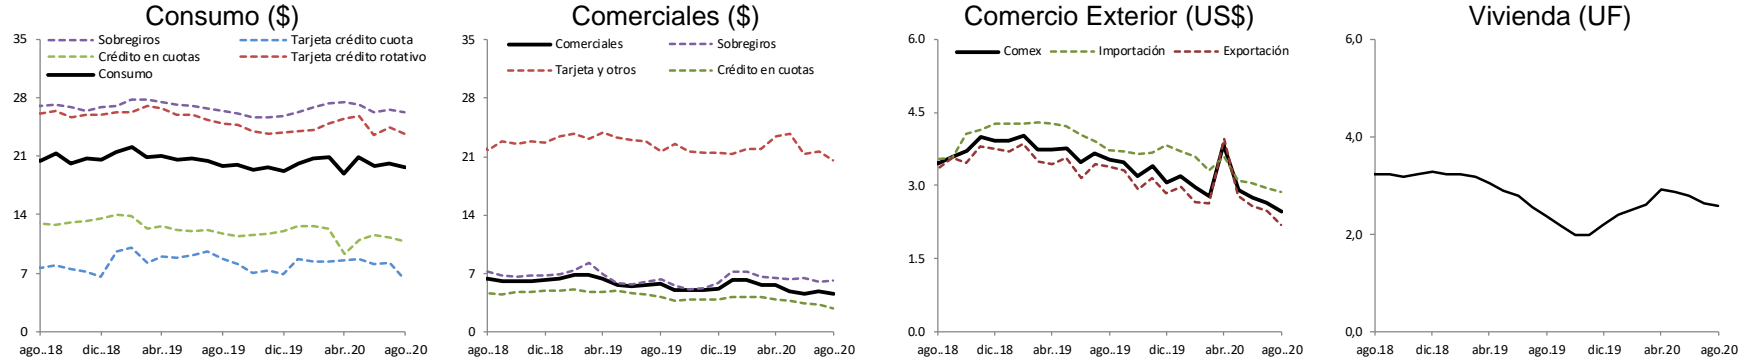 Consumo ($)
Comerciales ($)
Comercio Exterior (US$)
Vivienda (UF)
35
28
21
14
7
0
Sobregiros
Tarjeta crédito cuota
Crédito en cuotas
Tarjeta crédito rotativo
Consumo
ago..18 dic..18 abr..19 ago..19 dic..19 abr..20 ago..20
35
28
21
14
7
0
Comerciales
Sobregiros
Tarjeta y otros
Crédito en cuotas
ago..18 dic..18 abr..19 ago..19 dic..19 abr..20 ago..20
6.0
4.5
3.0
1.5
0.0
Comex
Importación
Exportación
ago..18 dic..18 abr..19 ago..19 dic..19 abr..20 ago..20
6,0
4,0
2,0
0,0
ago..18 dic..18 abr..19 ago..19 dic..19 abr..20 ago..20